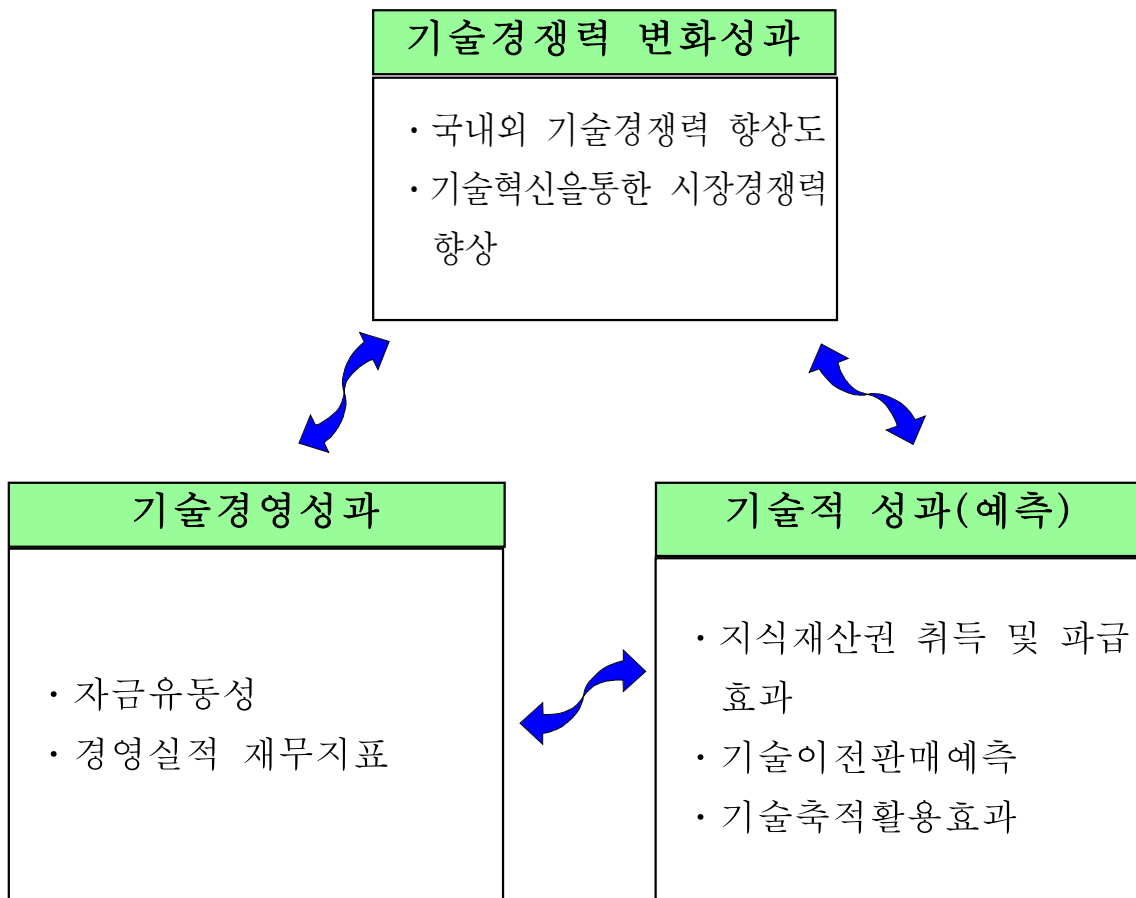 기술경쟁력 변화성과
· 국내외 기술경쟁력 향상도
· 기술혁신을통한 시장경쟁력
향상
기술경영성과
· 자금유동성
· 경영실적 재무지표
기술적 성과(예측)
· 지식재산권 취득 및 파급
효과
· 기술이전판매예측
· 기술축적활용효과